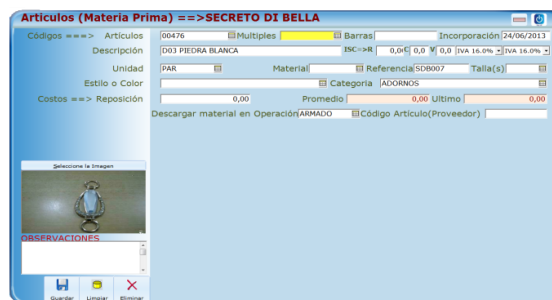 Articulos (Materia Prima) ==>SECRETO DI BELLA
Códigos ===> Artículos 00476 Multiples Barras Incorporación 24/06/2013
Descripción D03 PIEDRA BLANCA ISC=>R 0,0 C 0,0 V 0,0 IVA 16.0% IVA 16.0%
Unidad PAR Material Referencia SDB007 Talla(s)
Estilo o Color Categoria ADORNOS
Costos ==> Reposición 0,00 Promedio 0,00 Ultimo 0,00
Descargar material en Operación ARMADO Código Artículo(Proveedor)
Seleccione la Imagen
OBSERVACIONES
Guardar Limpiar Eliminar